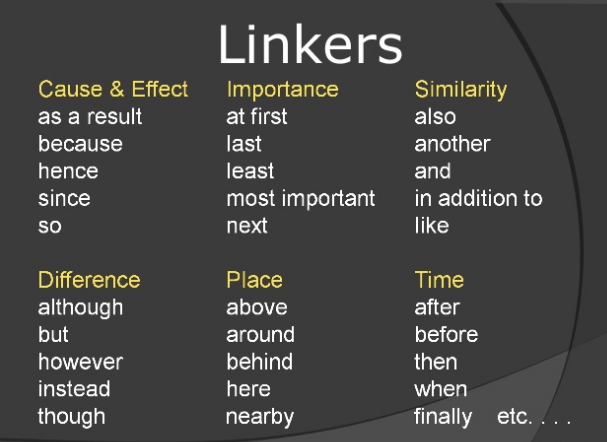 Linkers
Cause & Effect
as a result
because
hence
since
so
Importance
at first
last
least
most important
next
Similarity
also
another
and
in addition to
like
Difference
although
but
however
instead
though
Place
above
around
behind
here
nearby
Time
after
before
then
when
finally etc. . . .